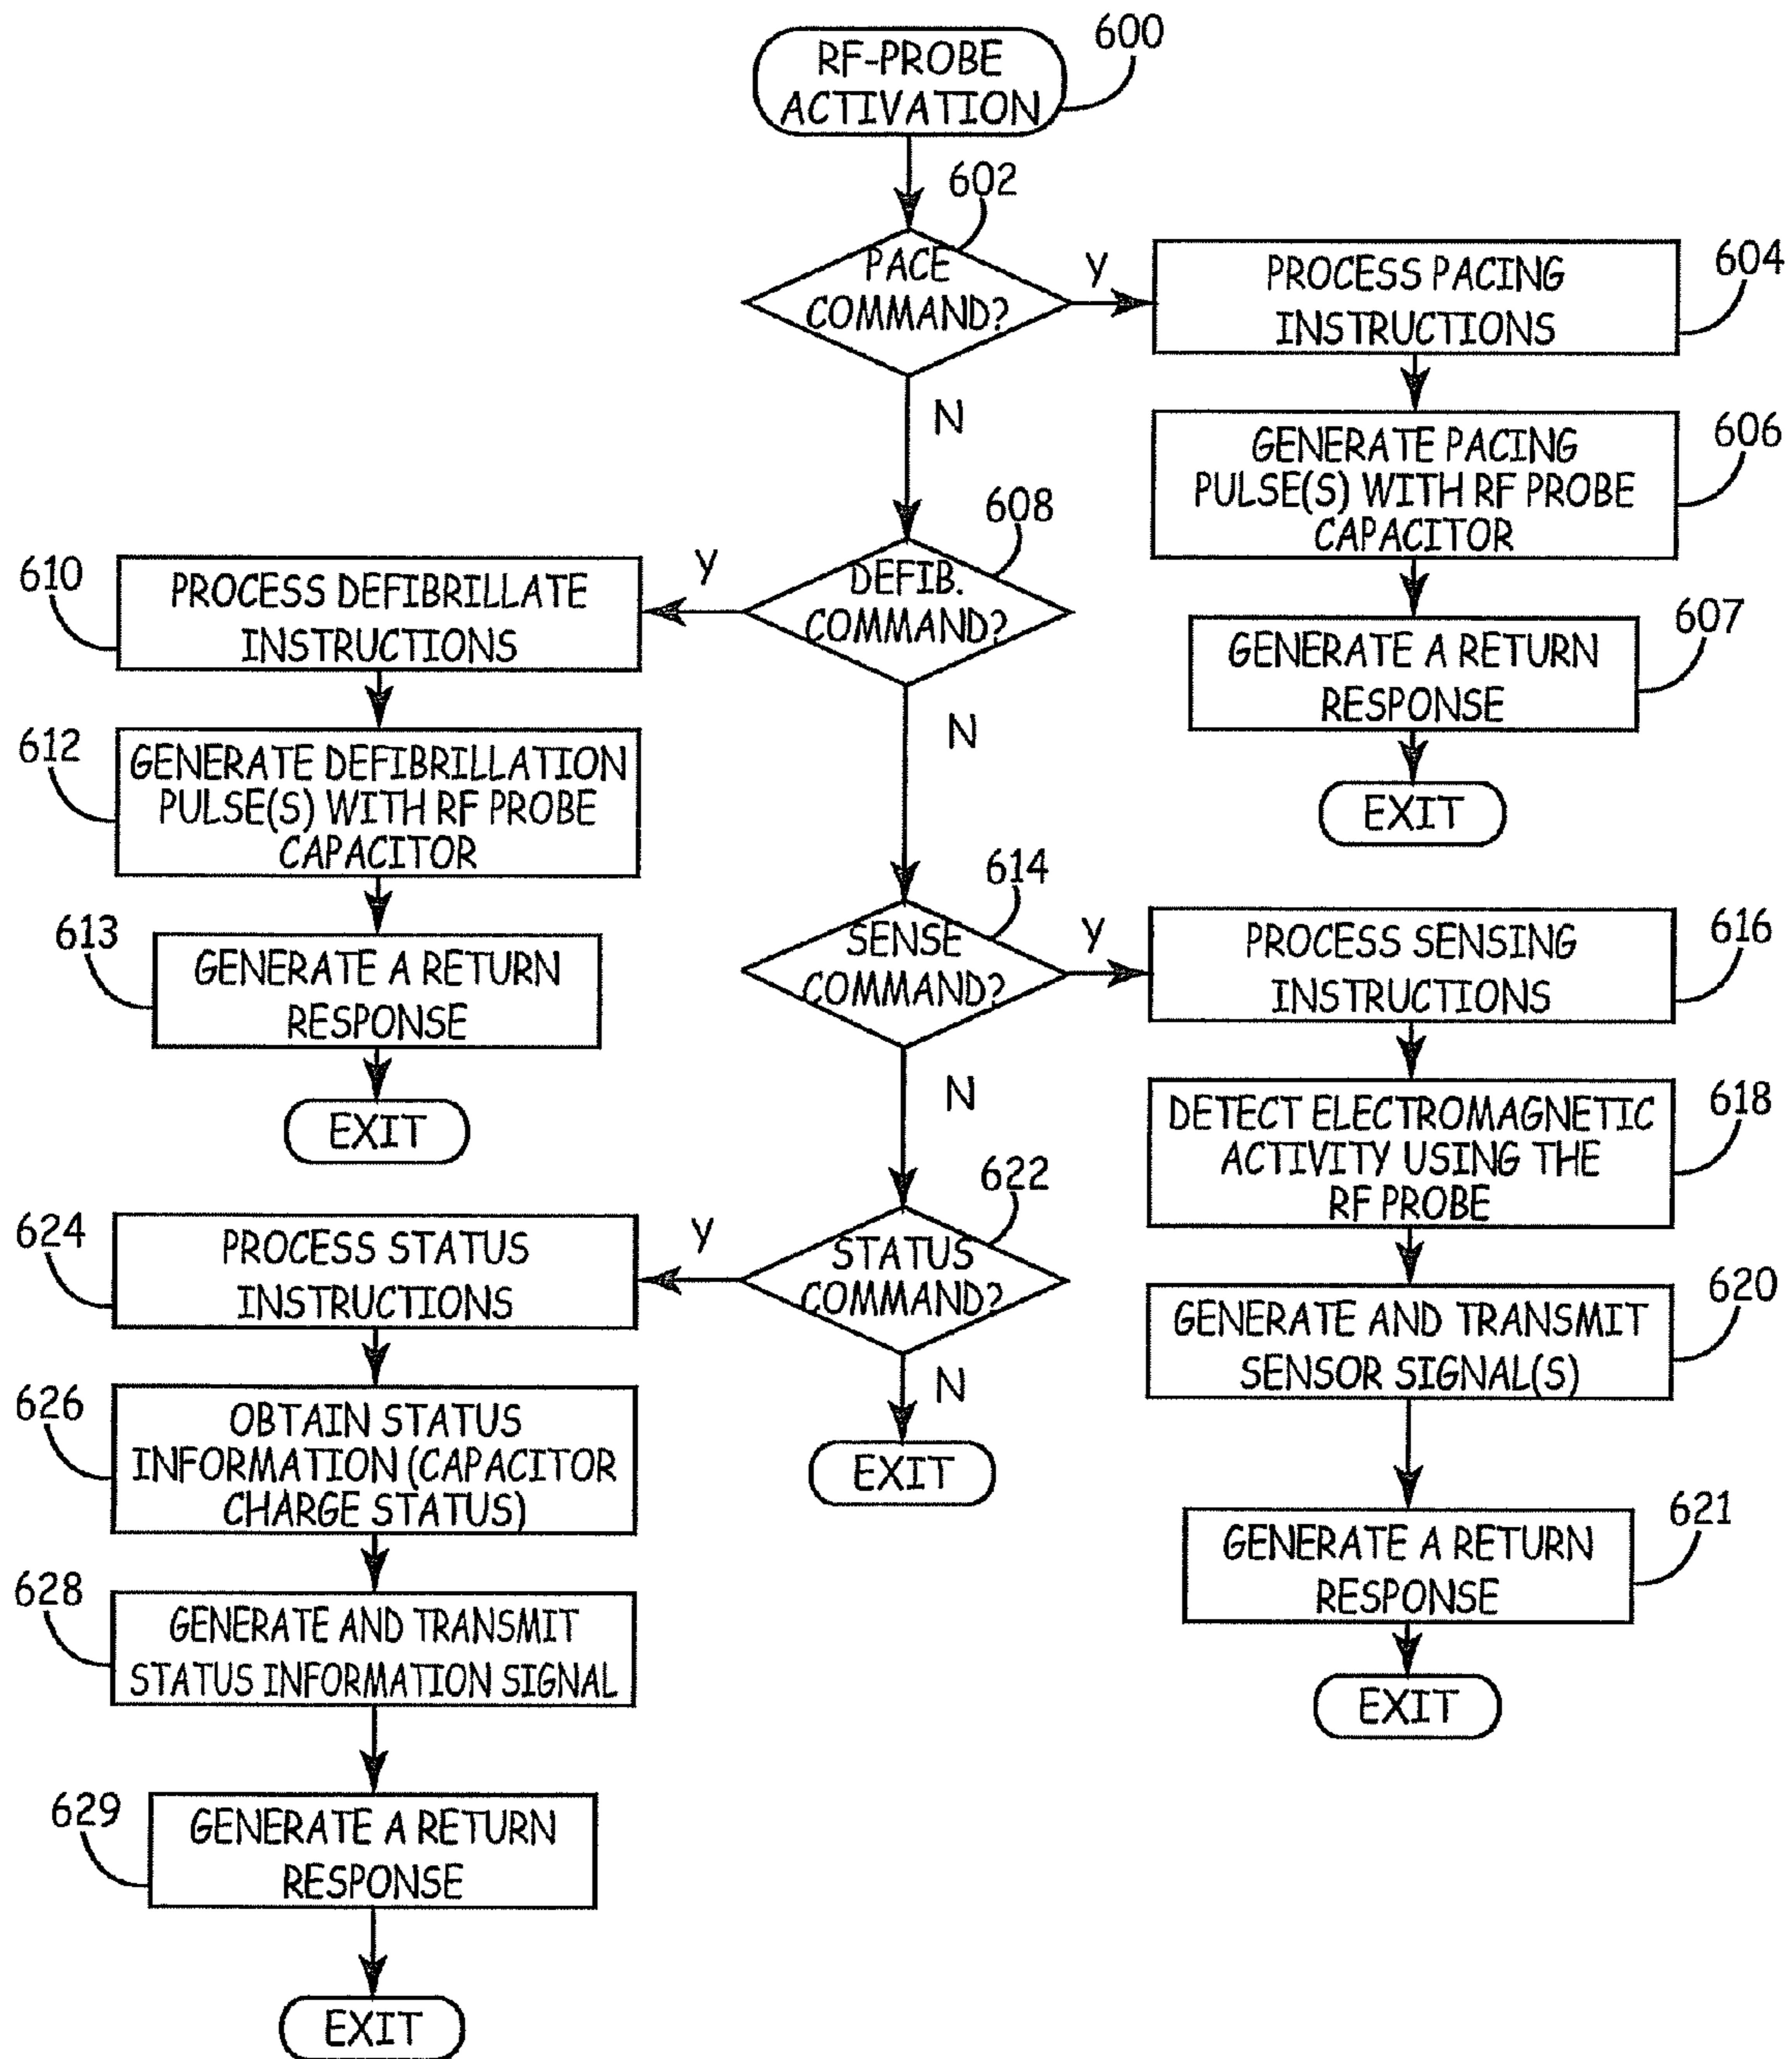 RF-PROBE
ACTIVATION
600
602
PACE
COMMAND?
Y
N
PROCESS PACING
INSTRUCTIONS
604
GENERATE PACING
PULSE(S) WITH RF PROBE
CAPACITOR
606
GENERATE A RETURN
RESPONSE
607
EXIT
608
DEFIB.
COMMAND?
Y
N
610
PROCESS DEFIBRILLATE
INSTRUCTIONS
612
GENERATE DEFIBRILLATION
PULSE(S) WITH RF PROBE
CAPACITOR
613
GENERATE A RETURN
RESPONSE
EXIT
614
SENSE
COMMAND?
Y
N
PROCESS SENSING
INSTRUCTIONS
616
DETECT ELECTROMAGNETIC
ACTIVITY USING THE
RF PROBE
618
GENERATE AND TRANSMIT
SENSOR SIGNAL(S)
620
GENERATE A RETURN
RESPONSE
621
EXIT
622
STATUS
COMMAND?
Y
N
EXIT
624
PROCESS STATUS
INSTRUCTIONS
626
OBTAIN STATUS
INFORMATION (CAPACITOR
CHARGE STATUS)
628
GENERATE AND TRANSMIT
STATUS INFORMATION SIGNAL
629
GENERATE A RETURN
RESPONSE
EXIT